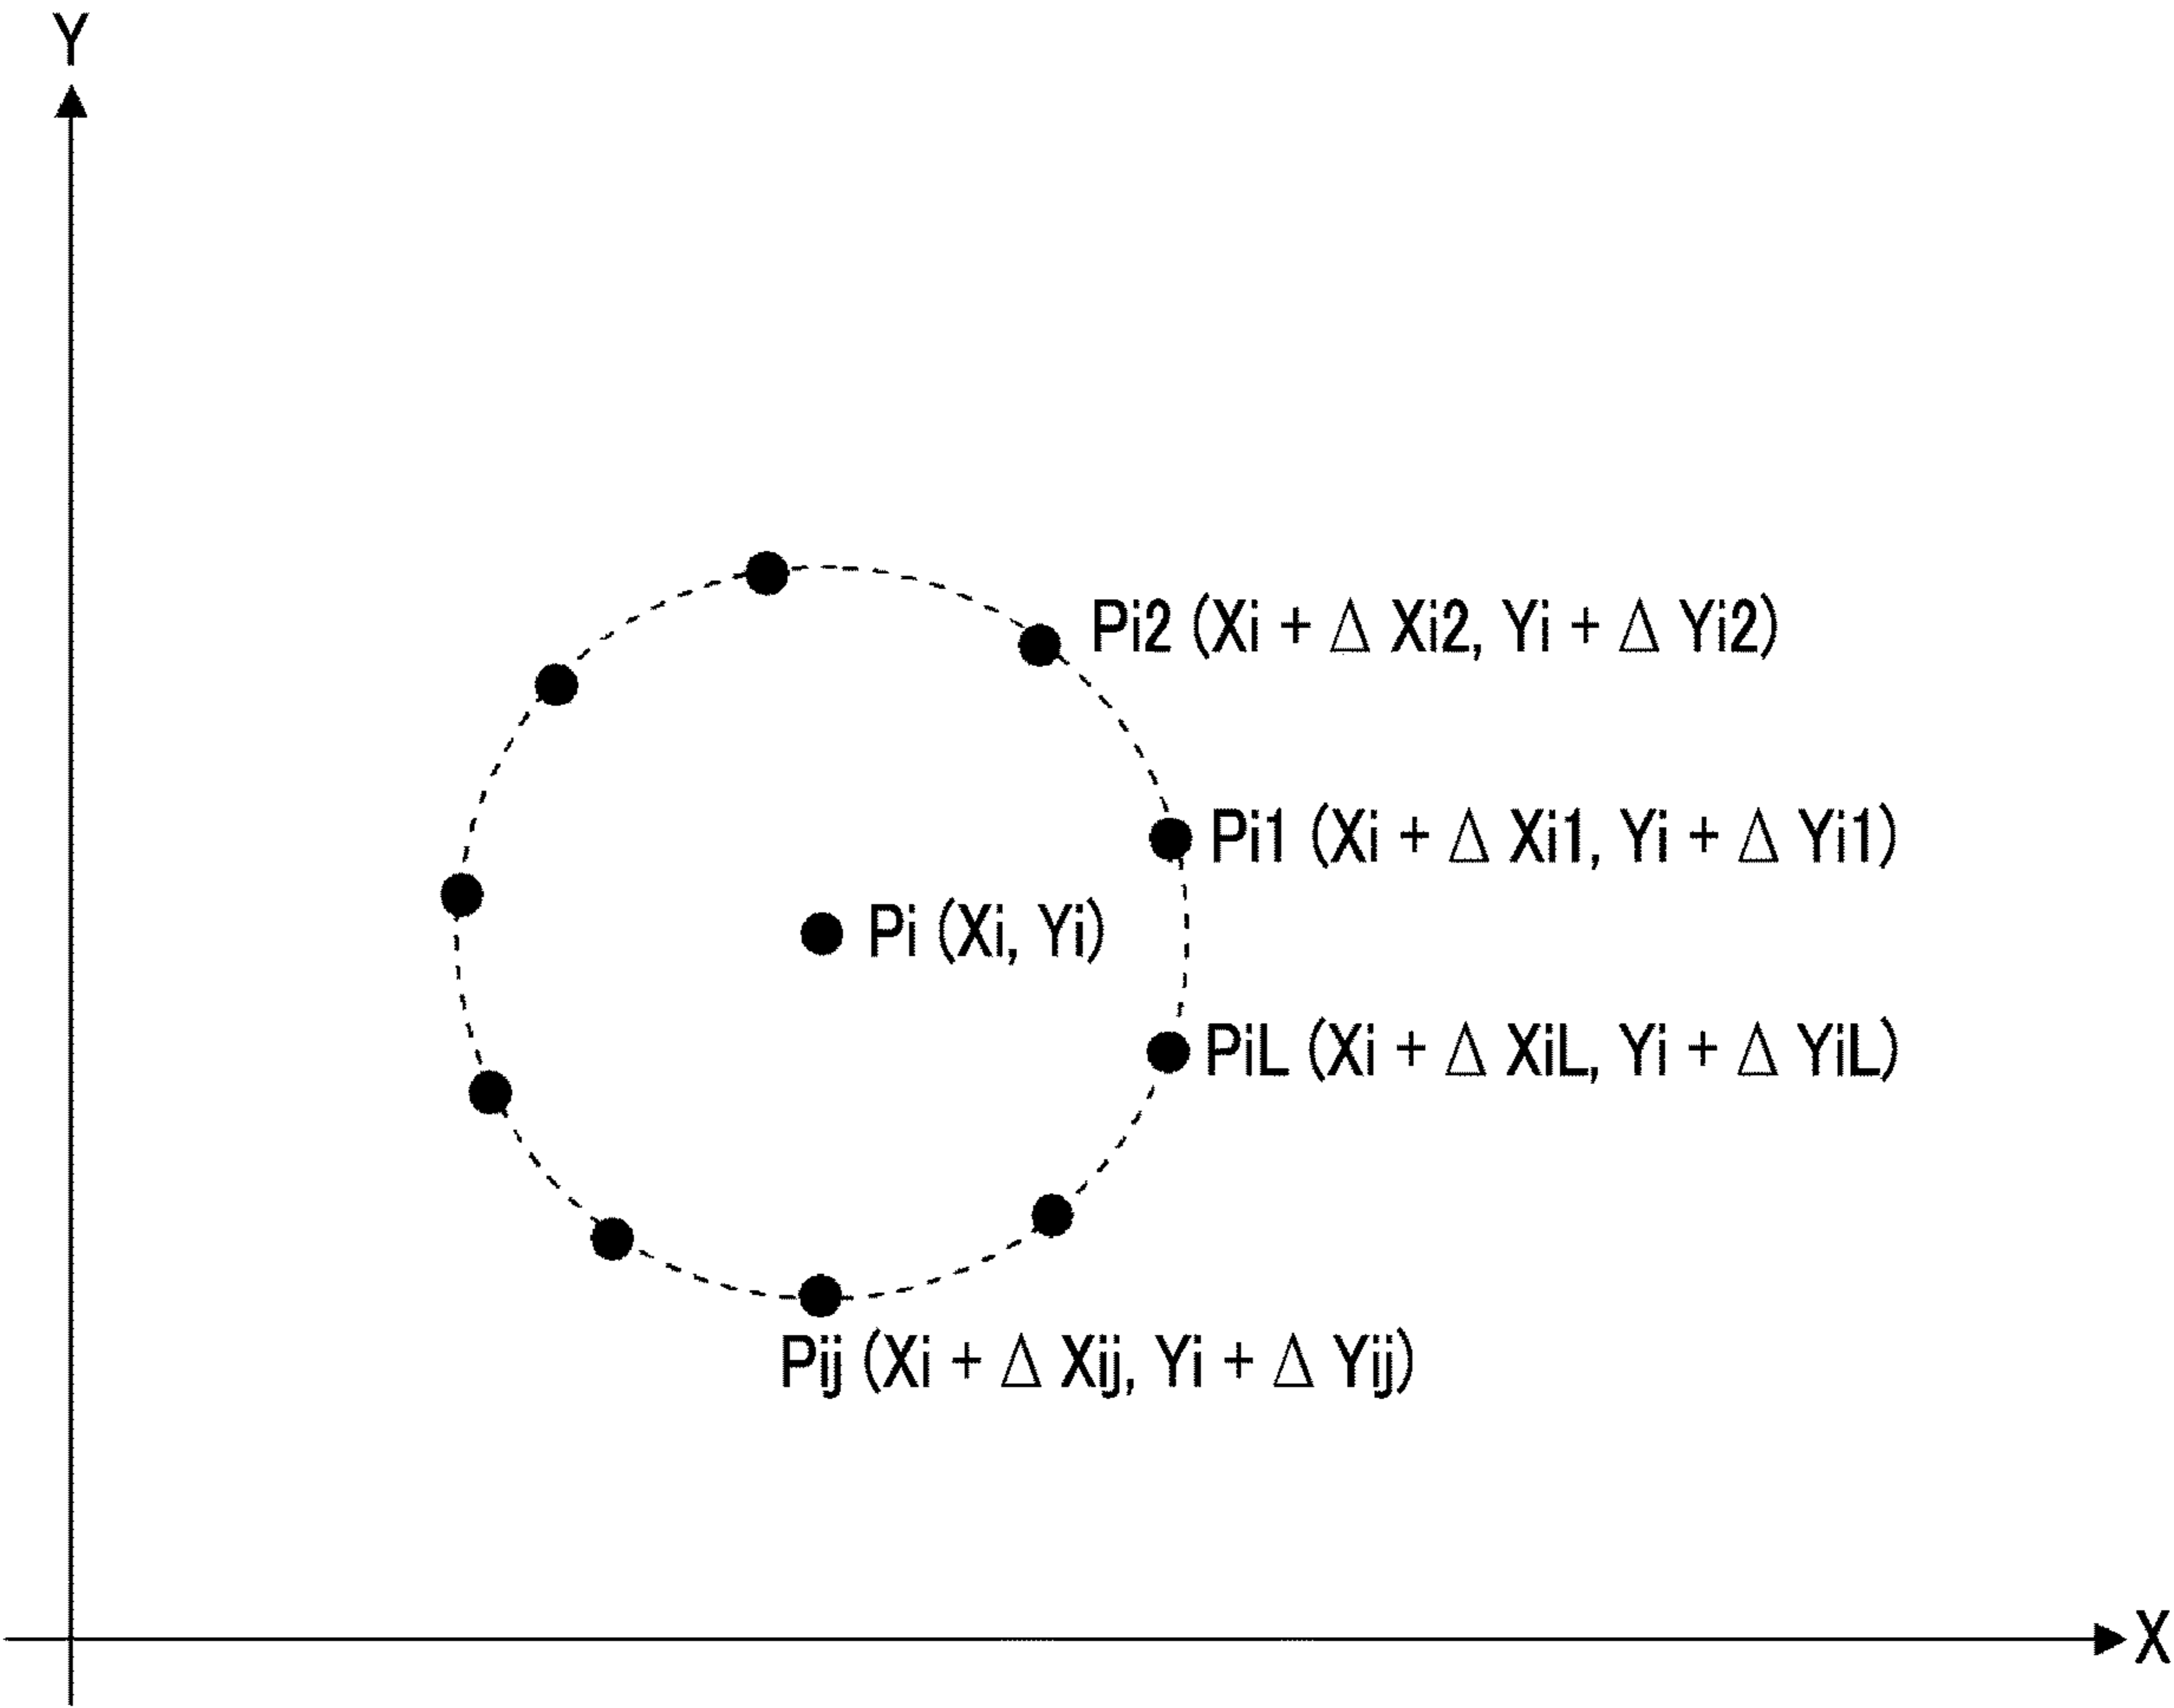 Y
Pi2 (Xi + Δ Xi2, Yi + Δ Yi2)
Pi1 (Xi + Δ Xi1, Yi + Δ Yi1)
Pi (Xi, Yi)
PiL (Xi + Δ XiL, Yi + Δ YiL)
Pij (Xi + Δ Xij, Yi + Δ Yij)
X